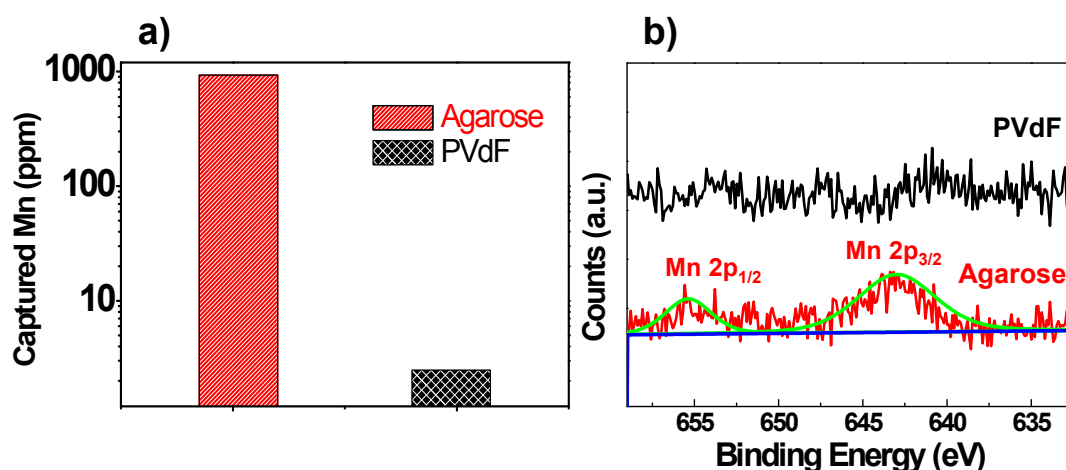 a)
1000
100
10
Captured Mn (ppm)
Agarose
PVdF
b)
PVdF
Mn 2p3/2
Mn 2p1/2
Agarose
Counts (a.u.)
655 650 645 640 635
Binding Energy (eV)